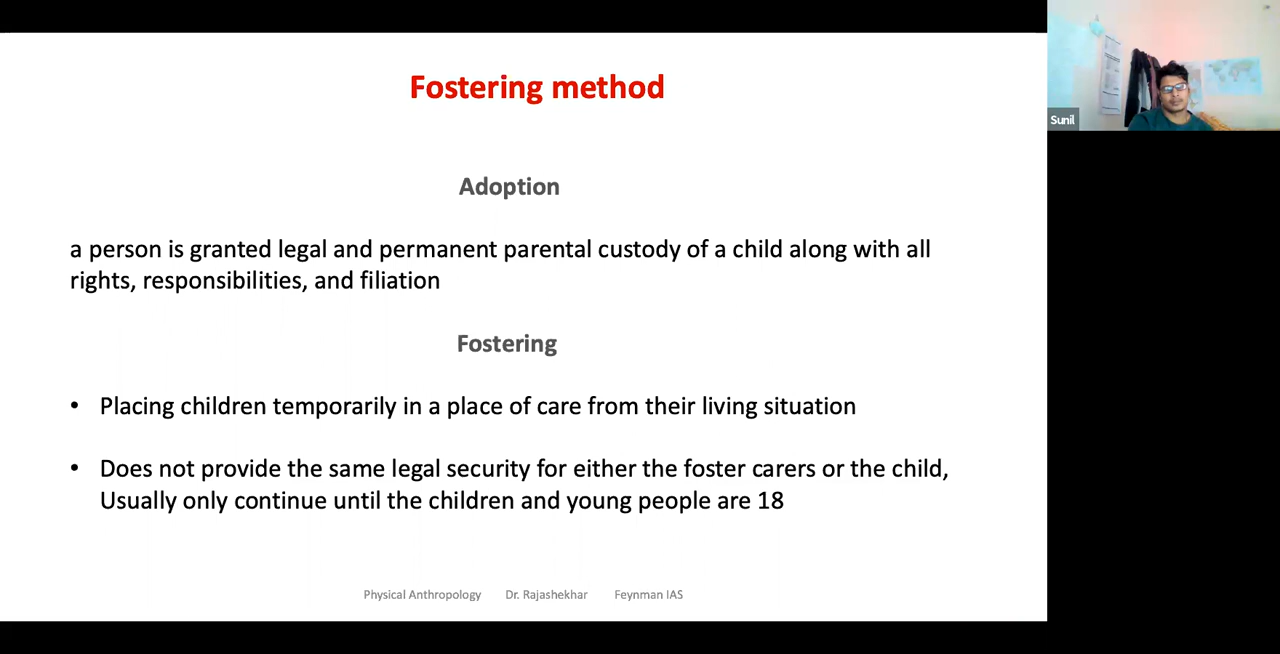 Fostering method
Sunil
Adoption
a person is granted legal and permanent parental custody of a child along with all
rights, responsibilities, and filiation
Fostering
• Placing children temporarily in a place of care from their living situation
• Does not provide the same legal security for either the foster carers or the child,
Usually only continue until the children and young people are 18
Physical Anthropology Dr. Rajashekhar Feynman IAS